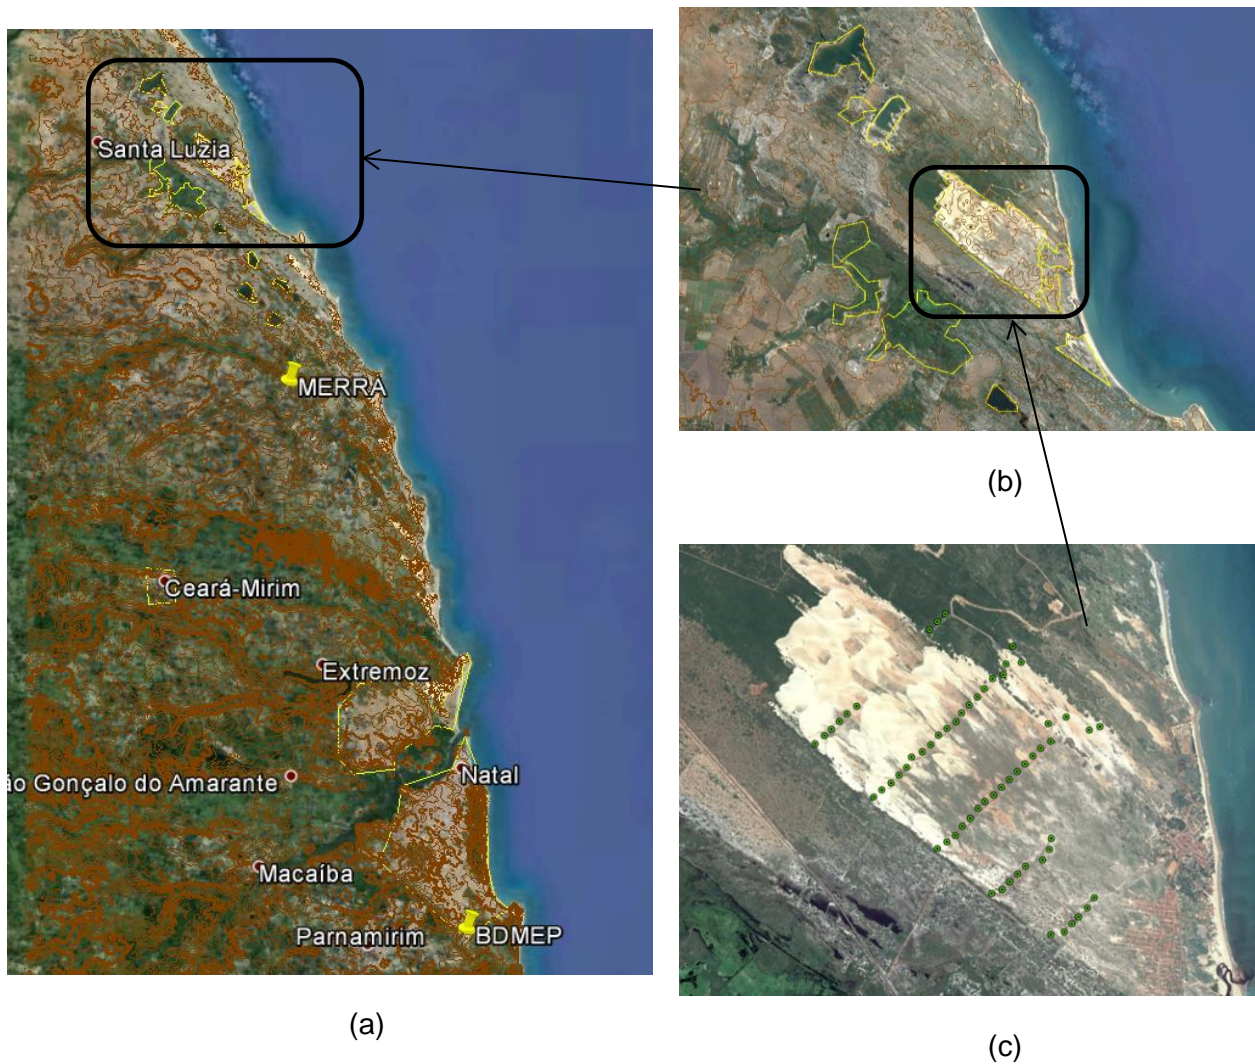 Santa Luzia
MERRA
Ceará-Mirim
Extremoz
ão Gonçalo do Amarante
Natal
Macaíba
Parnamirim
BDMEP
(a)
(b)
(c)